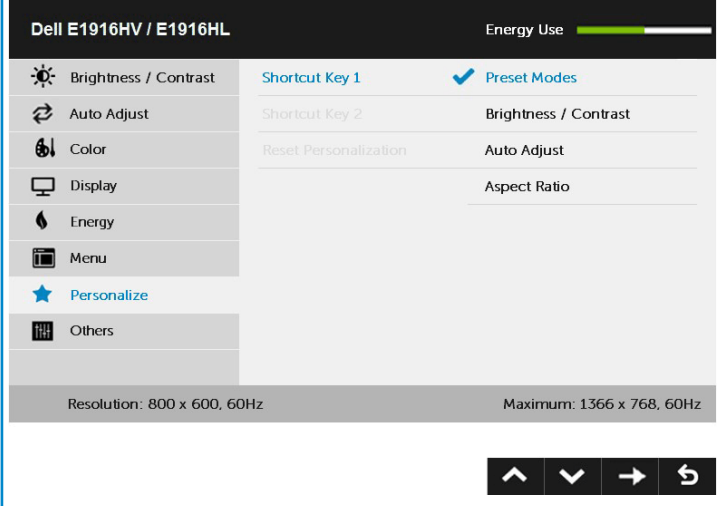 Dell E1916HV / E1916HL
Energy Use
Brightness / Contrast
Auto Adjust
Color
Display
Energy
Menu
Personalize
Others
Shortcut Key 1
Shortcut Key 2
Reset Personalization
Preset Modes
Brightness / Contrast
Auto Adjust
Aspect Ratio
Resolution: 800 x 600, 60Hz
Maximum: 1366 x 768, 60Hz